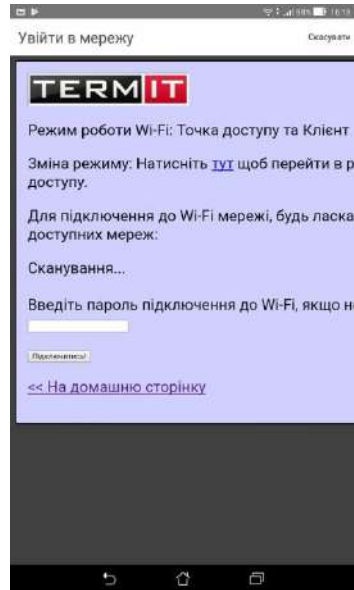 Увійти в мережу
Скасувати
TERMIT
Режим роботи Wi-Fi: Точка доступу та Клієнт
Зміна режиму: Натисніть тут щоб перейти в р
доступу.
Для підключення до Wi-Fi мережі, будь ласка
доступних мереж:
Сканування...
Введіть пароль підключення до Wi-Fi, якщо н
Підключитись!
<< На домашню сторінку